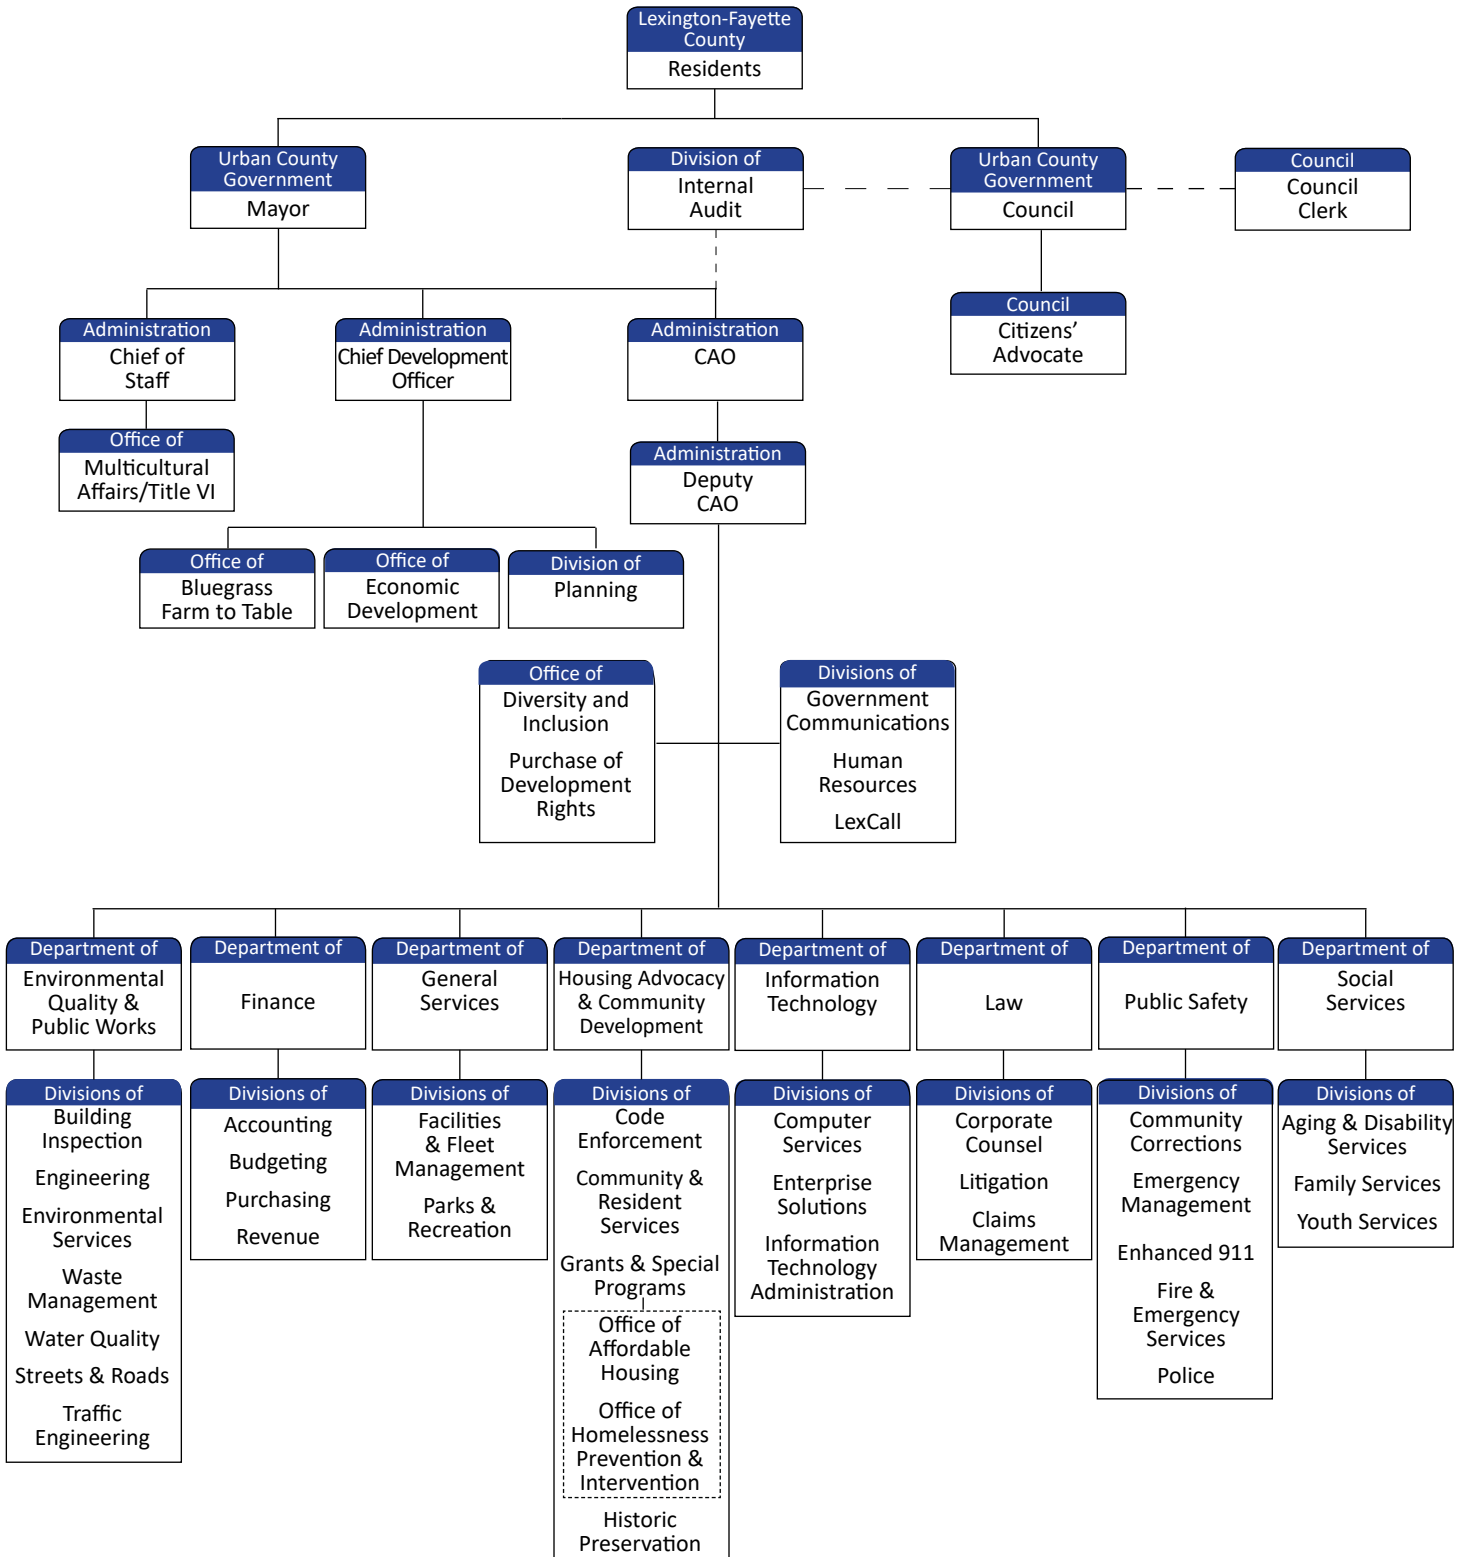 Lexington-Fayette
County
Residents
Urban County
Government
Mayor
Division of
Internal
Audit
Urban County
Government
Council
Council
Council
Clerk
Council
Citizens’
Advocate
Administration
Chief of
Staff
Administration
Chief Development
Officer
Administration
CAO
Office of
Multicultural
Affairs/Title VI
Administration
Deputy
CAO
Office of
Bluegrass
Farm to Table
Office of
Economic
Development
Division of
Planning
Office of
Diversity and
Inclusion
Purchase of
Development
Rights
Divisions of
Government
Communications
Human
Resources
LexCall
Department of
Environmental
Quality &
Public Works
Department of
Finance
Department of
General
Services
Department of
Housing Advocacy
& Community
Development
Department of
Information
Technology
Department of
Law
Department of
Public Safety
Department of
Social
Services
Divisions of
Building
Inspection
Engineering
Environmental
Services
Waste
Management
Water Quality
Streets & Roads
Traffic
Engineering
Divisions of
Accounting
Budgeting
Purchasing
Revenue
Divisions of
Facilities
& Fleet
Management
Parks &
Recreation
Divisions of
Code
Enforcement
Community &
Resident
Services
Grants & Special
Programs
Office of
Affordable
Housing
Office of
Homelessness
Prevention &
Intervention
Historic
Preservation
Divisions of
Computer
Services
Enterprise
Solutions
Information
Technology
Administration
Divisions of
Corporate
Counsel
Litigation
Claims
Management
Divisions of
Community
Corrections
Emergency
Management
Enhanced 911
Fire &
Emergency
Services
Police
Divisions of
Aging & Disability
Services
Family Services
Youth Services